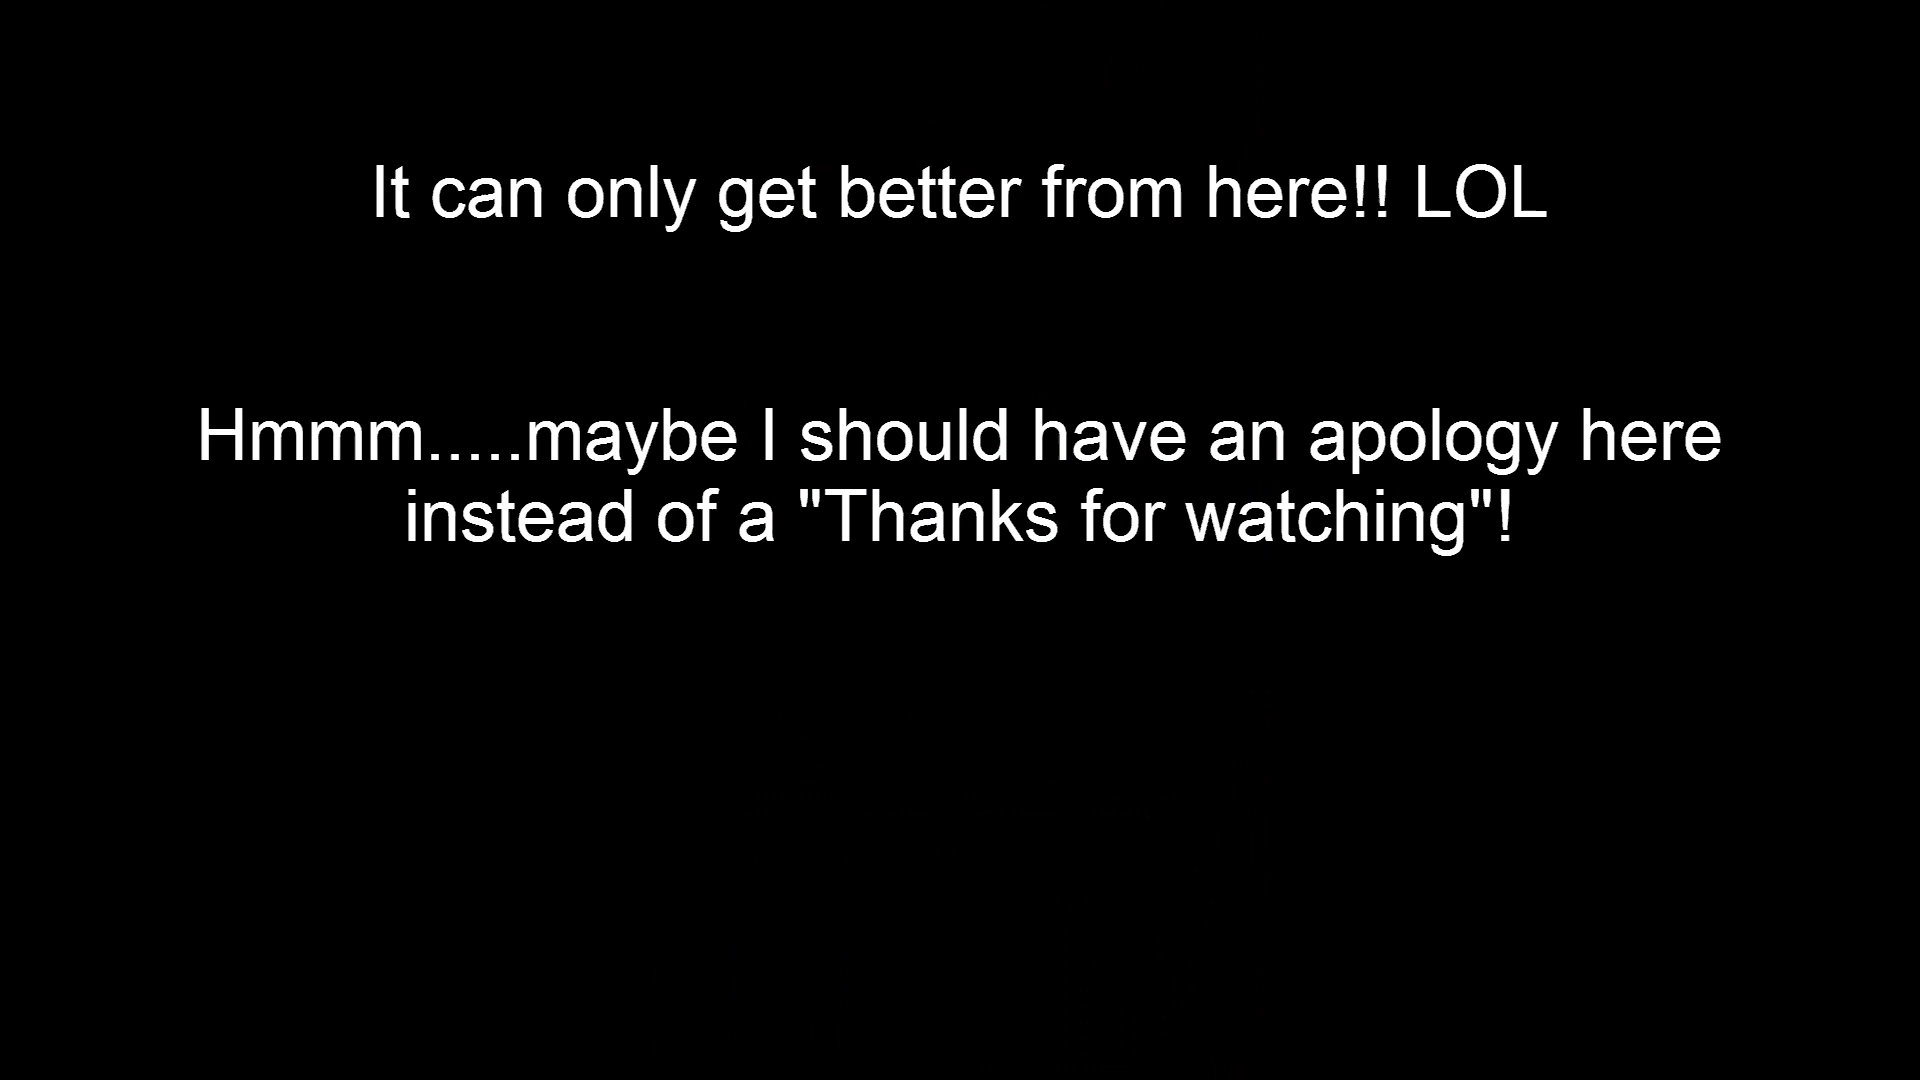 It can only get better from here!! LOL
Hmmm.....maybe I should have an apology here
instead of a "Thanks for watching"!